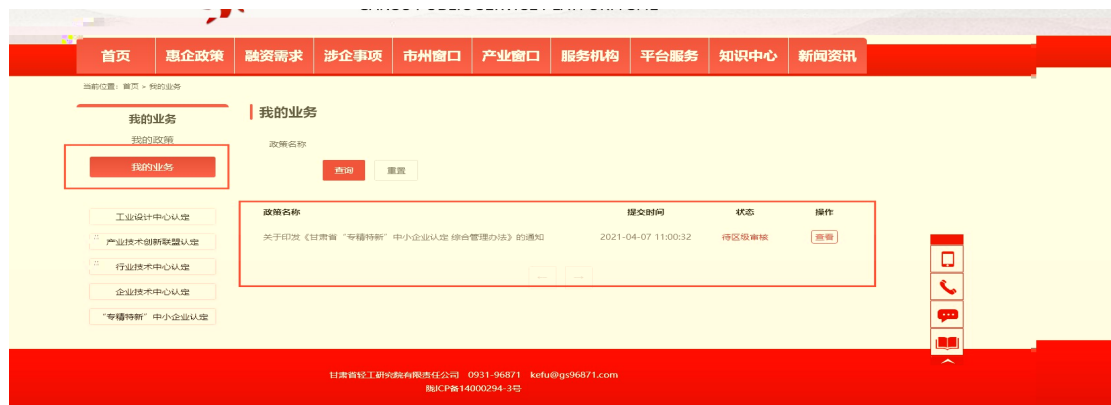 首页 惠企政策 融资需求 涉企事项 市州窗口 产业窗口 服务机构 平台服务 知识中心 新闻资讯
当前位置：首页 > 我的业务
我的业务
我的政策
我的业务
工业设计中心认定
产业技术创新联盟认定
行业技术中心认定
企业技术中心认定
“专精特新”中小企业认定
我的业务
政策名称
查询 重置
政策名称 提交时间 状态 操作
关于印发《甘肃省“专精特新”中小企业认定 综合管理办法》的通知 2021-04-07 11:00:32 待区级审核 查看
甘肃省轻工研究院有限责任公司 0931-96871 kefu@gs96871.com
陇ICP备14000294-3号